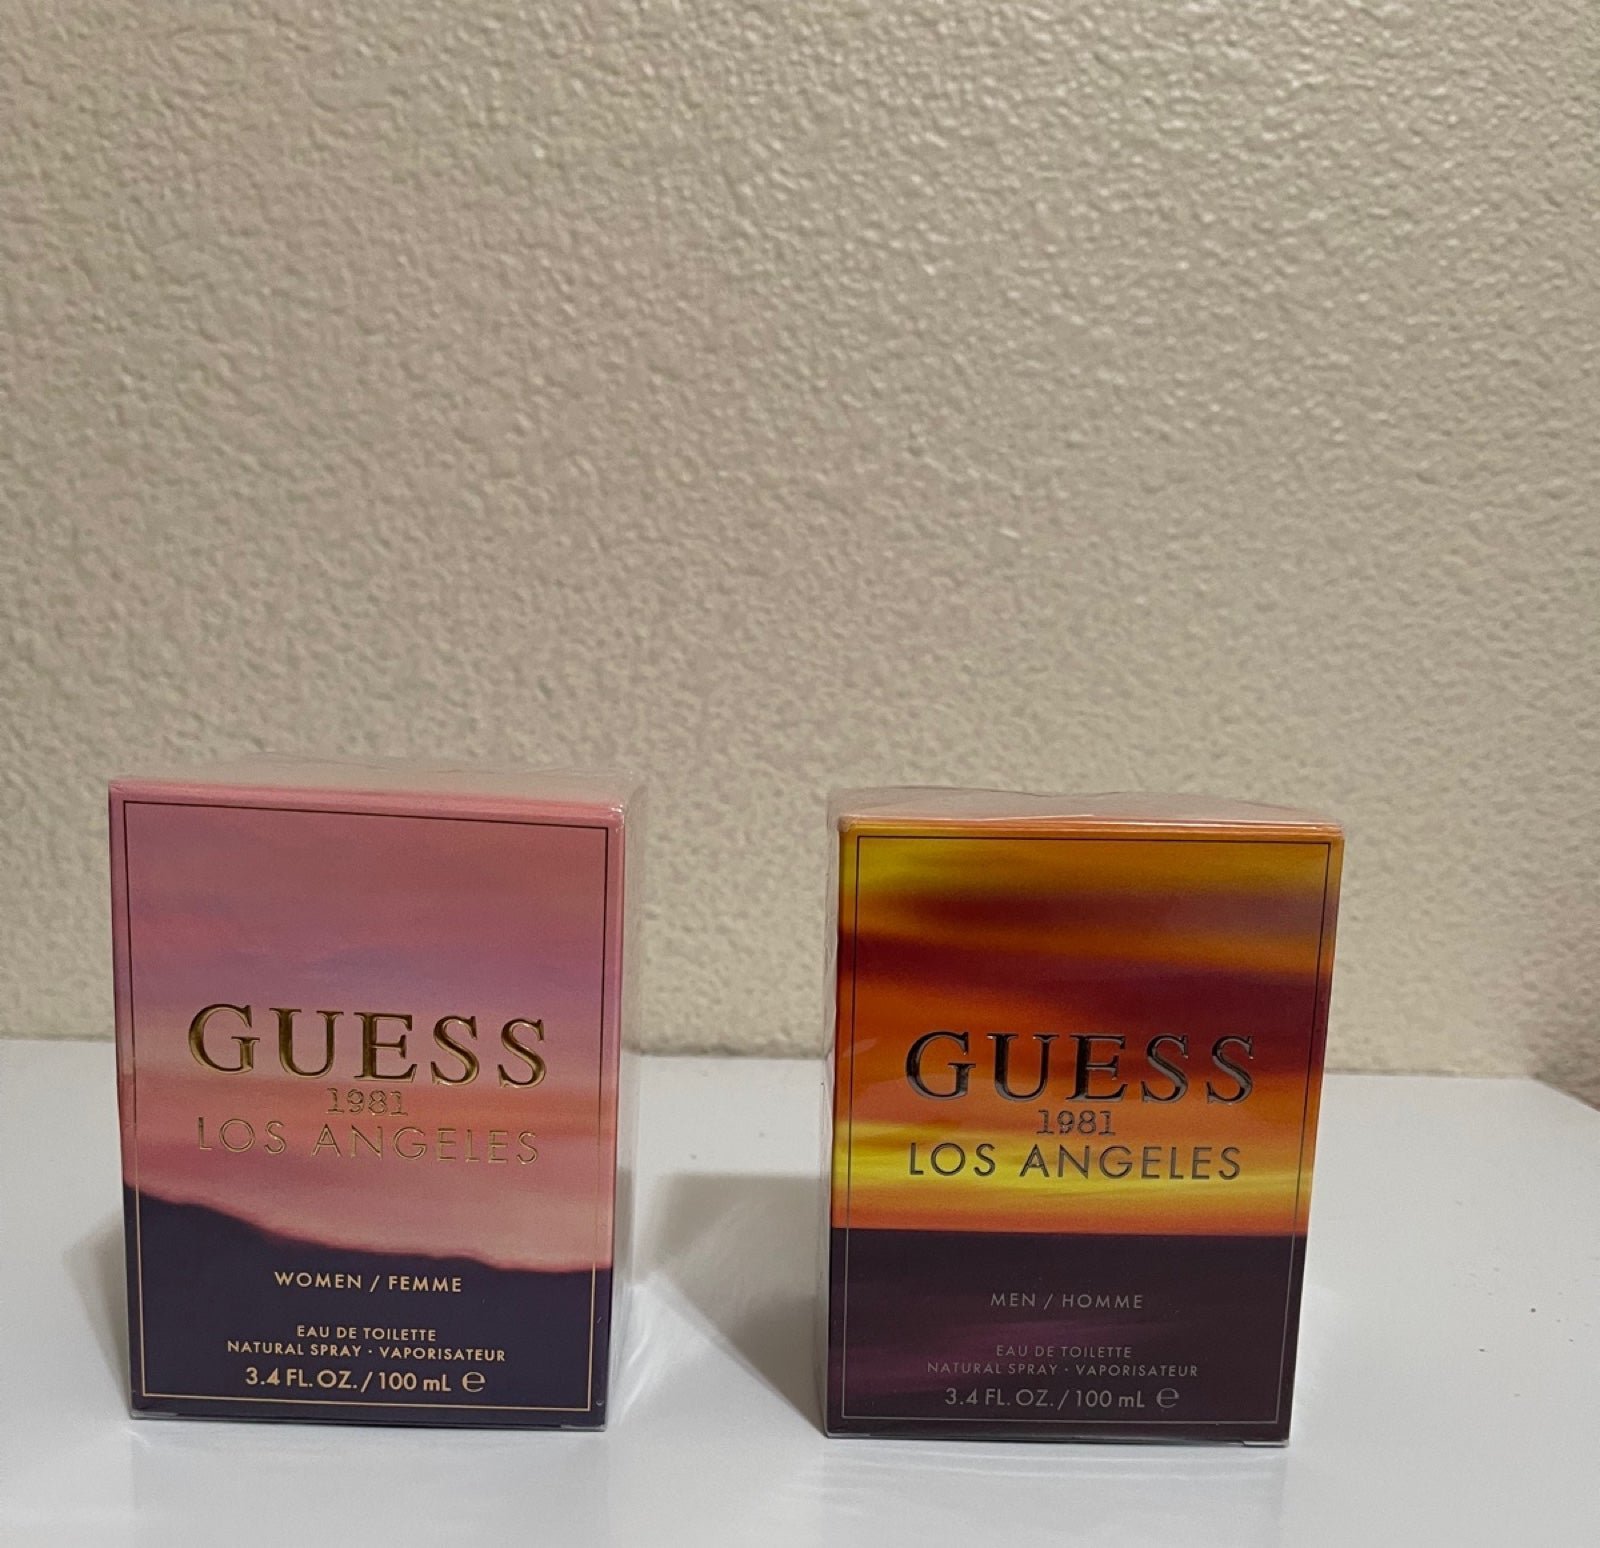 GUESS
1981
LOS ANGELES
WOMEN / FEMME
EAU DE TOILETTE
NATURAL SPRAY · VAPORISATEUR
3.4 FL. OZ. / 100 mL ℮
GUESS
1981
LOS ANGELES
MEN / HOMME
EAU DE TOILETTE
NATURAL SPRAY · VAPORISATEUR
3.4 FL. OZ. / 100 mL ℮